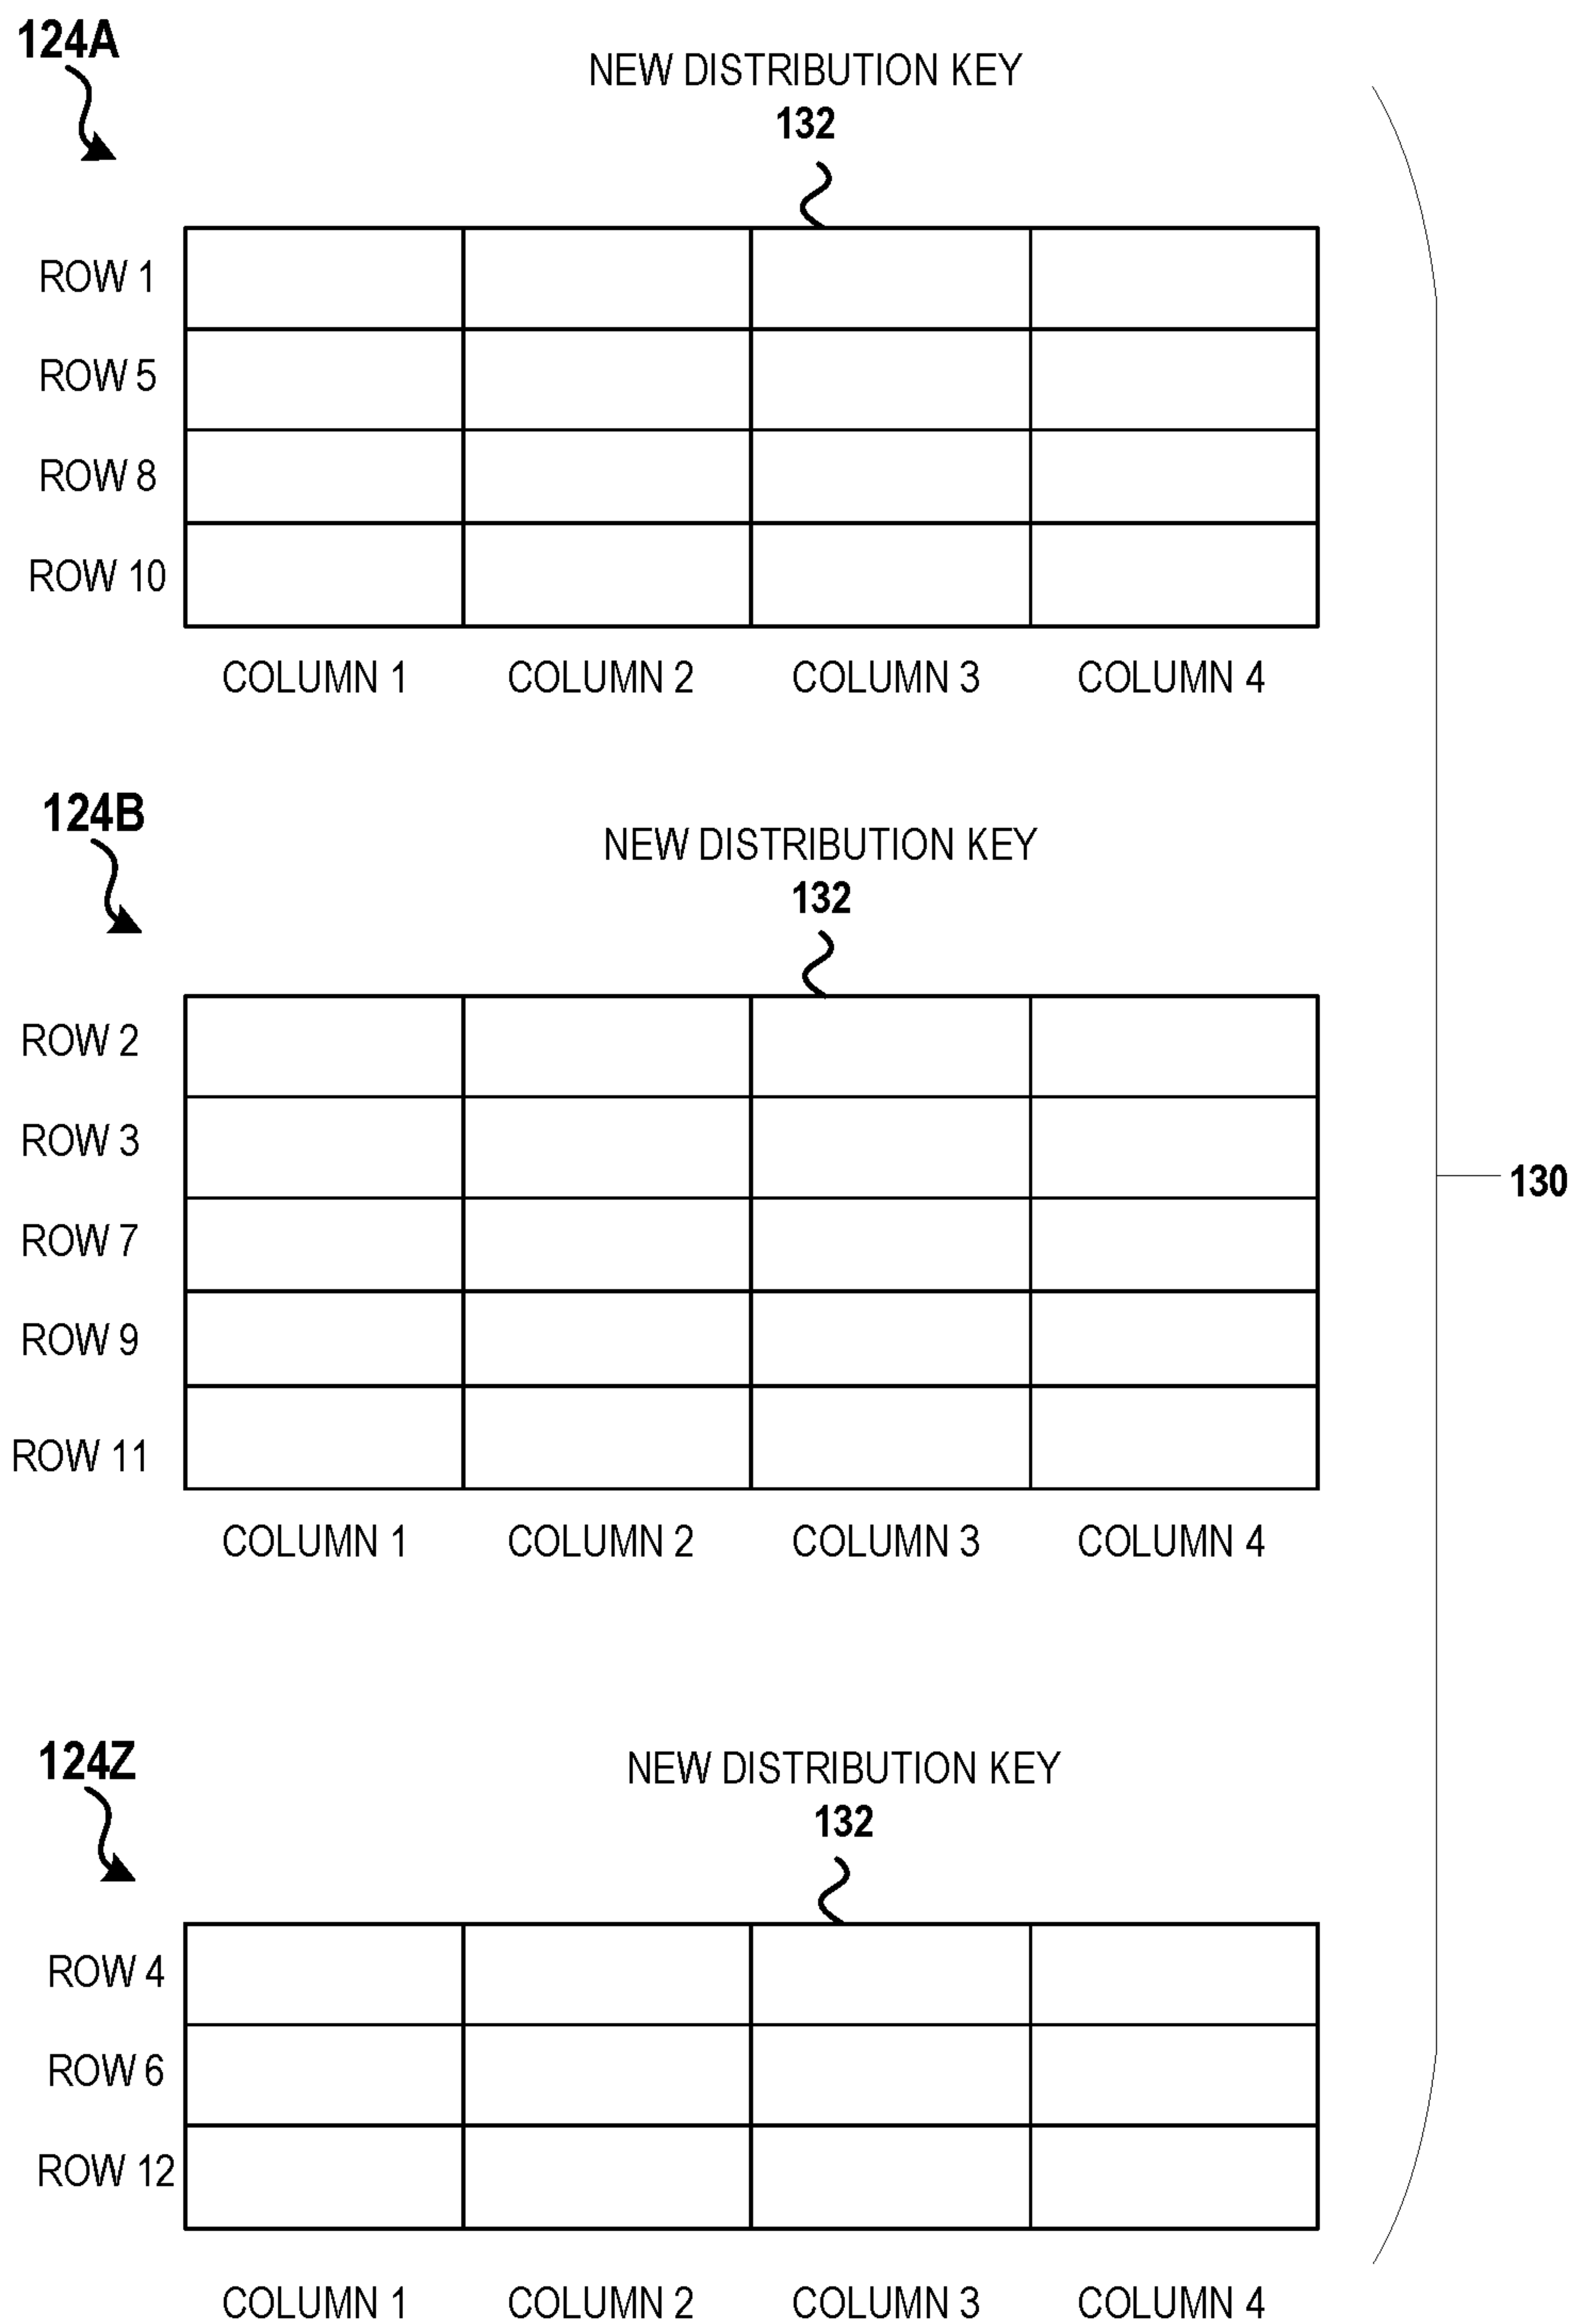 124A
NEW DISTRIBUTION KEY
132
ROW 1
ROW 5
ROW 8
ROW 10
COLUMN 1 COLUMN 2 COLUMN 3 COLUMN 4
124B
NEW DISTRIBUTION KEY
132
ROW 2
ROW 3
ROW 7
ROW 9
ROW 11
COLUMN 1 COLUMN 2 COLUMN 3 COLUMN 4
130
124Z
NEW DISTRIBUTION KEY
132
ROW 4
ROW 6
ROW 12
COLUMN 1 COLUMN 2 COLUMN 3 COLUMN 4